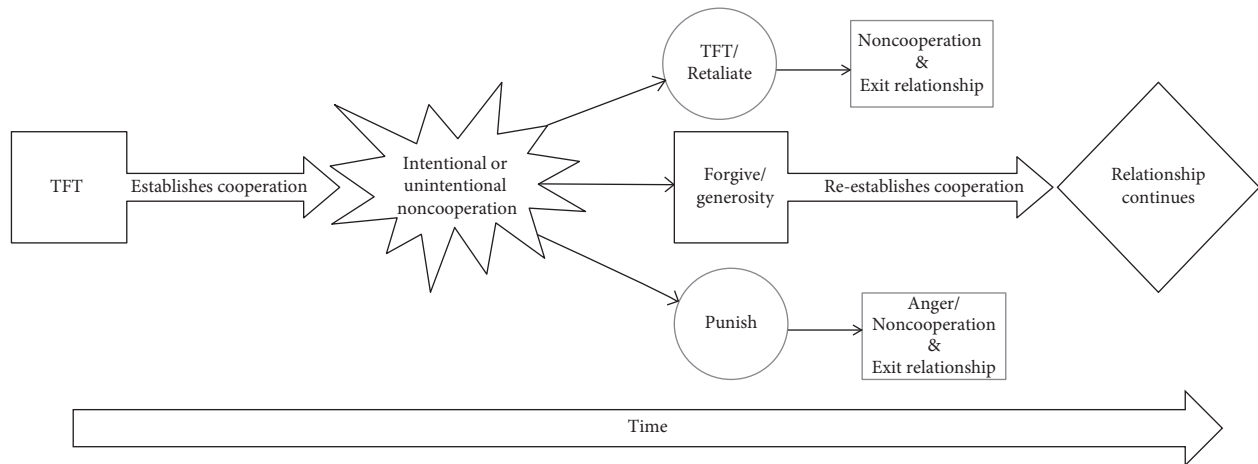 TFT
Establishes cooperation
Intentional or
unintentional
noncooperation
TFT/
Retaliate
Noncooperation
&
Exit relationship
Forgive/
generosity
Re-establishes cooperation
Relationship
continues
Punish
Anger/
Noncooperation
&
Exit relationship
Time